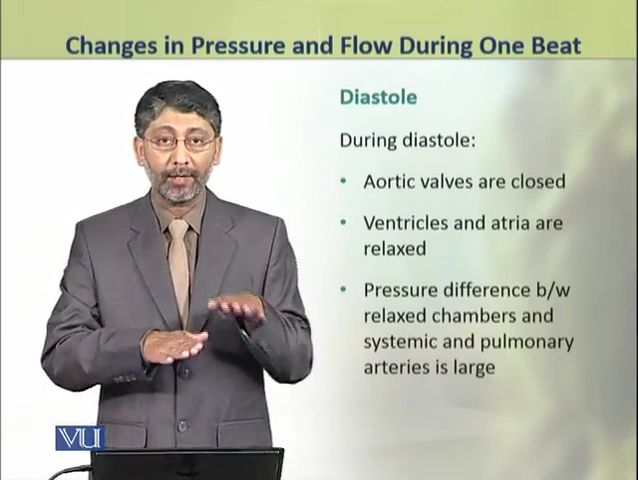 Changes in Pressure and Flow During One Beat
Diastole
During diastole:
• Aortic valves are closed
• Ventricles and atria are
relaxed
• Pressure difference b/w
relaxed chambers and
systemic and pulmonary
arteries is large
VU